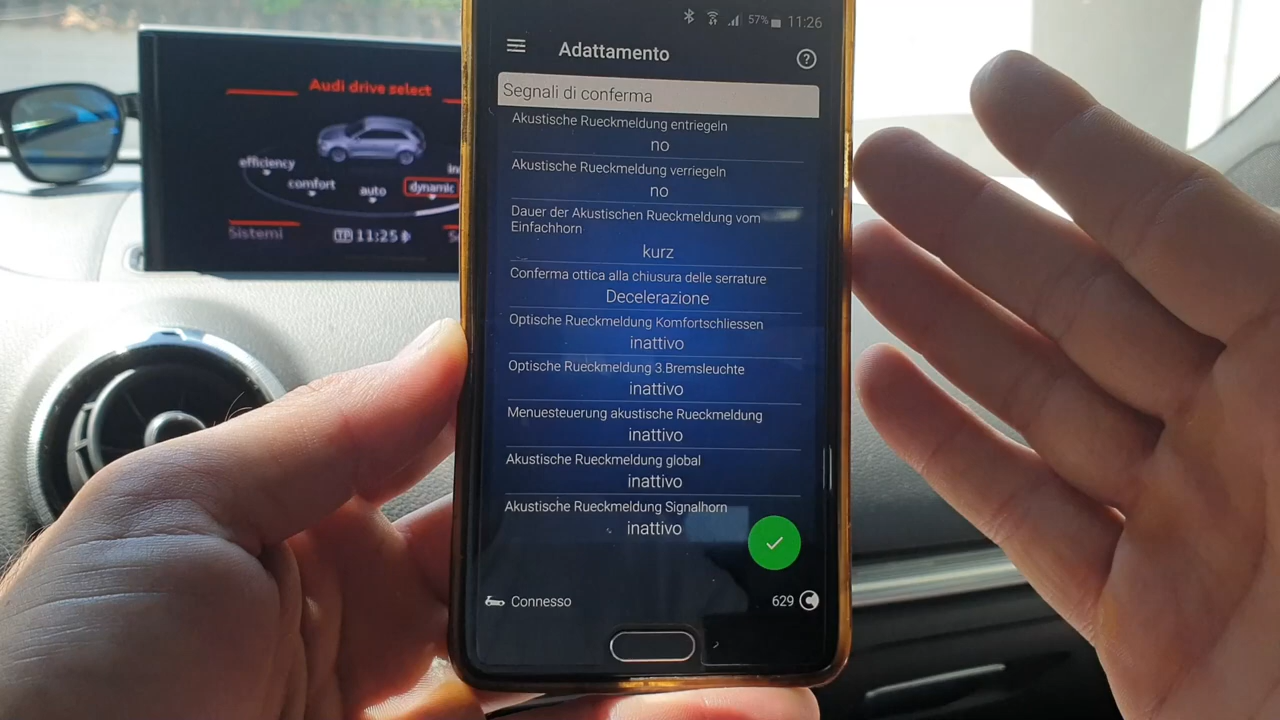 57%
11:26
Adattamento
?
Segnali di conferma
Akustische Rueckmeldung entriegeln
no
Akustische Rueckmeldung verriegeln
no
Dauer der Akustischen Rueckmeldung vom
Einfachhorn
kurz
Conferma ottica alla chiusura delle serrature
Decelerazione
Optische Rueckmeldung Komfortschliessen
inattivo
Optische Rueckmeldung 3.Bremsleuchte
inattivo
Menuesteuerung akustische Rueckmeldung
inattivo
Akustische Rueckmeldung global
inattivo
Akustische Rueckmeldung Signalhorn
inattivo
Connesso
629
Audi drive select
efficiency
comfort
auto
dynamic
in
Sistemi
TP 11:25
S